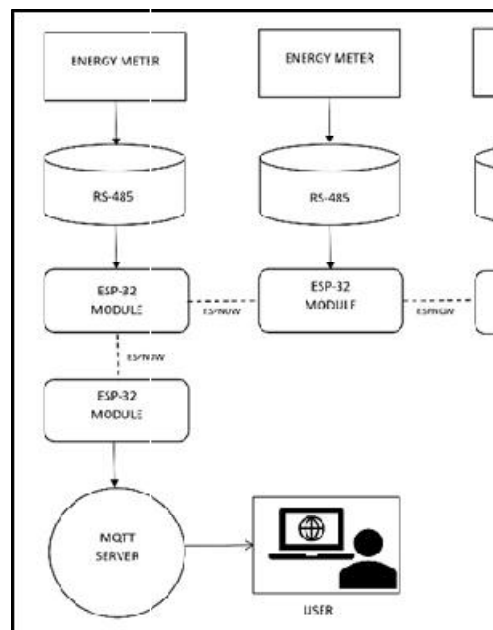 ENERGY METER
ENERGY METER
RS-485
RS-485
ESP-32
MODULE
ESPNOW
ESP-32
MODULE
ESPNOW
ESPNOW
ESP-32
MODULE
MQTT
SERVER
USER